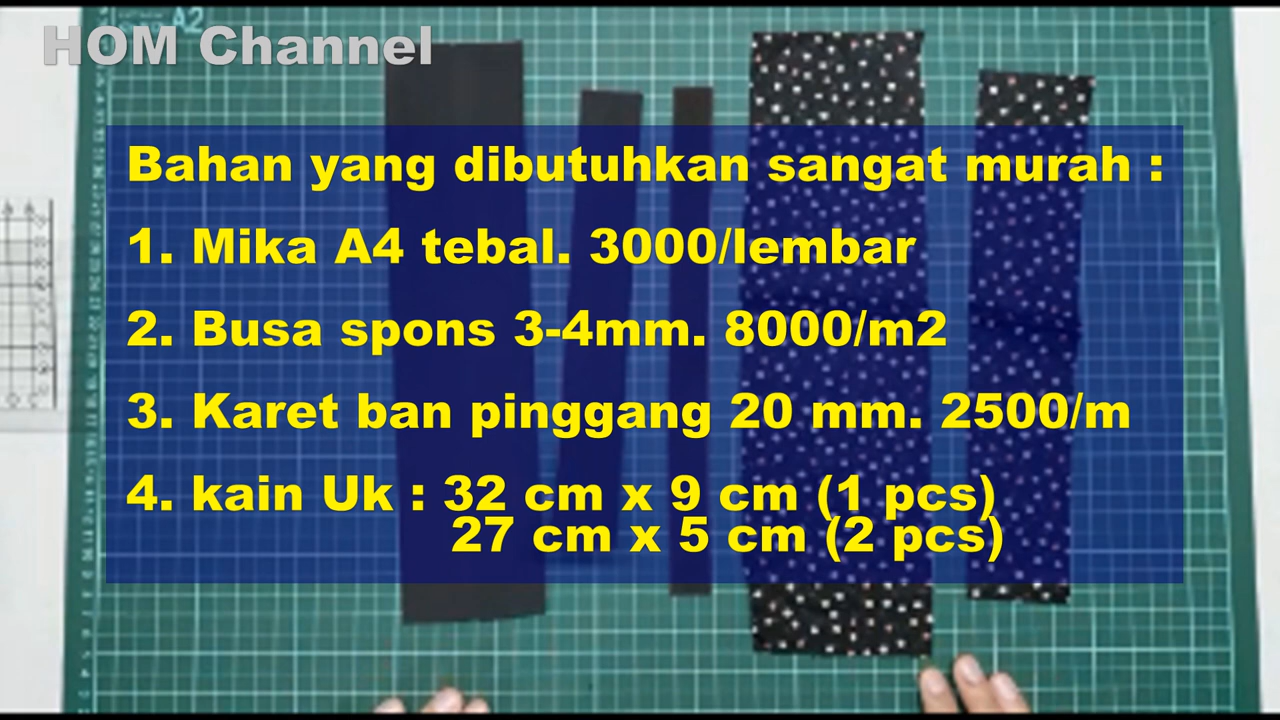 A2
HOM Channel
Bahan yang dibutuhkan sangat murah :
1. Mika A4 tebal. 3000/lembar
2. Busa spons 3-4mm. 8000/m2
3. Karet ban pinggang 20 mm. 2500/m
4. kain Uk : 32 cm x 9 cm (1 pcs)
27 cm x 5 cm (2 pcs)